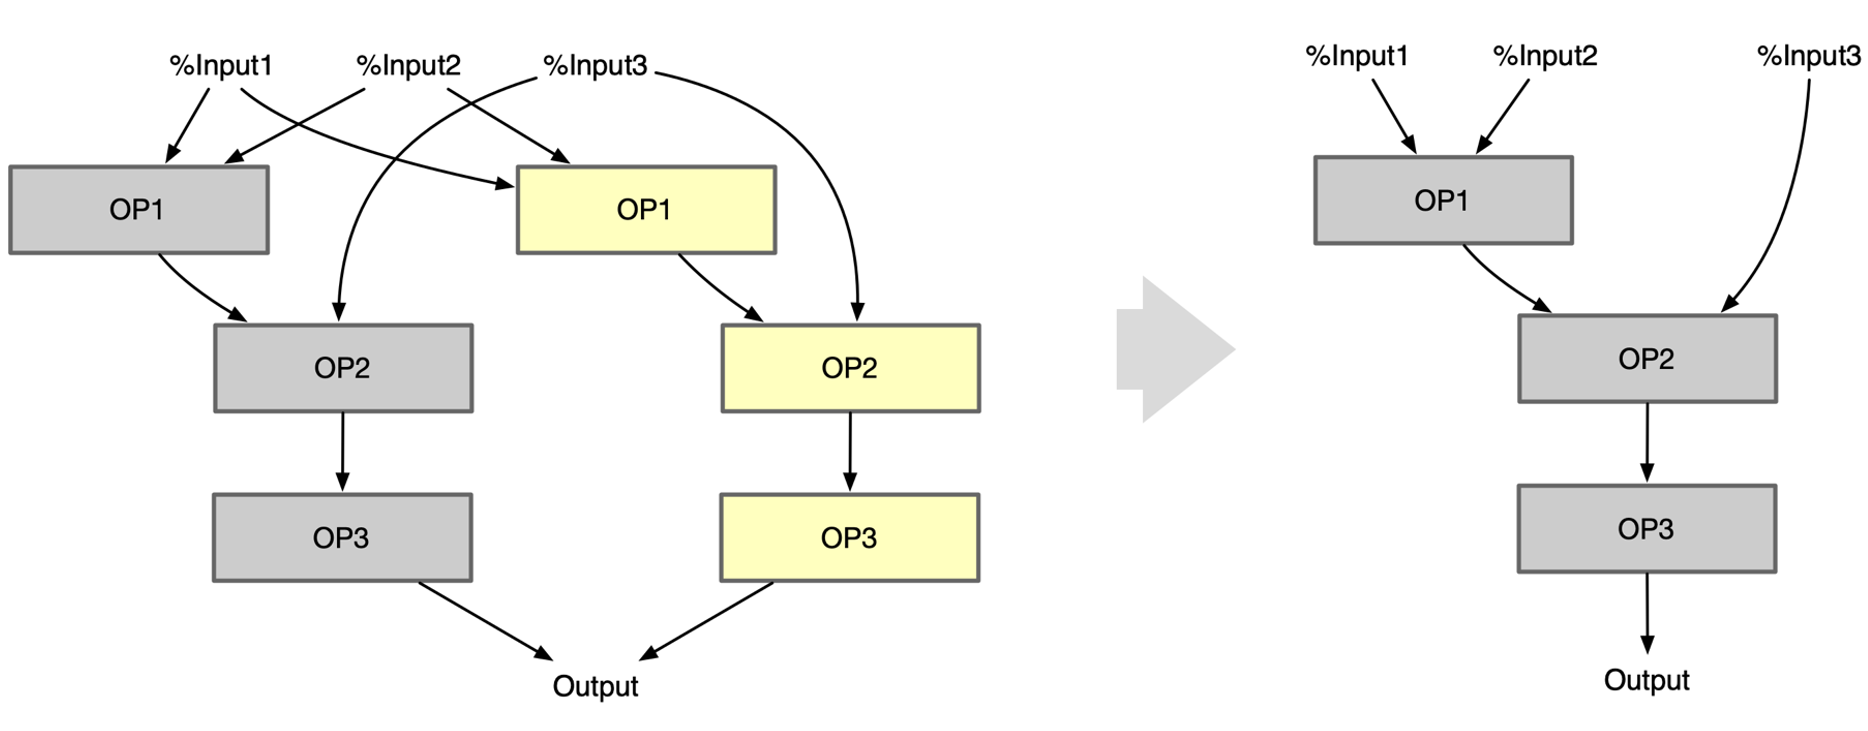 %Input1 %Input2 %Input3
OP1 OP1
OP2 OP2
OP3 OP3
Output
%Input1 %Input2 %Input3
OP1
OP2
OP3
Output